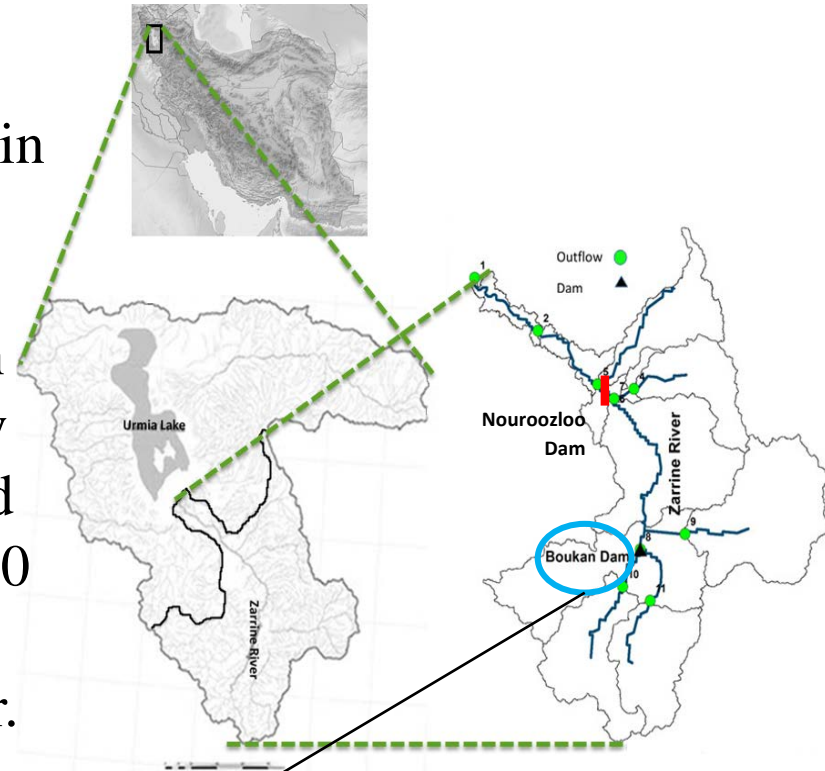 in
d
0
r.
Urmia Lake
Zarrine River
Outflow
Dam
1
2
5
7
4
6
Nouroozloo
Dam
Zarrine River
9
8
Boukan Dam
10
11